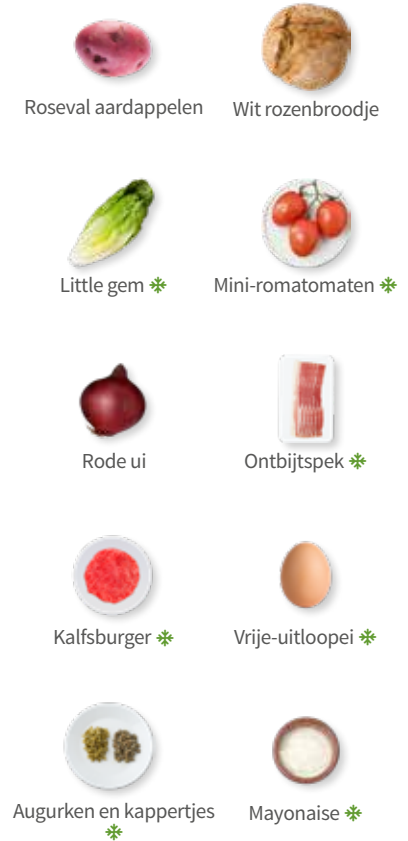 Roseval aardappelen
Wit rozenbroodje
Little gem
Mini-romatomaten
Rode ui
Ontbijtspek
Kalfsburger
Vrije-uitloopei
Augurken en kappertjes
Mayonaise